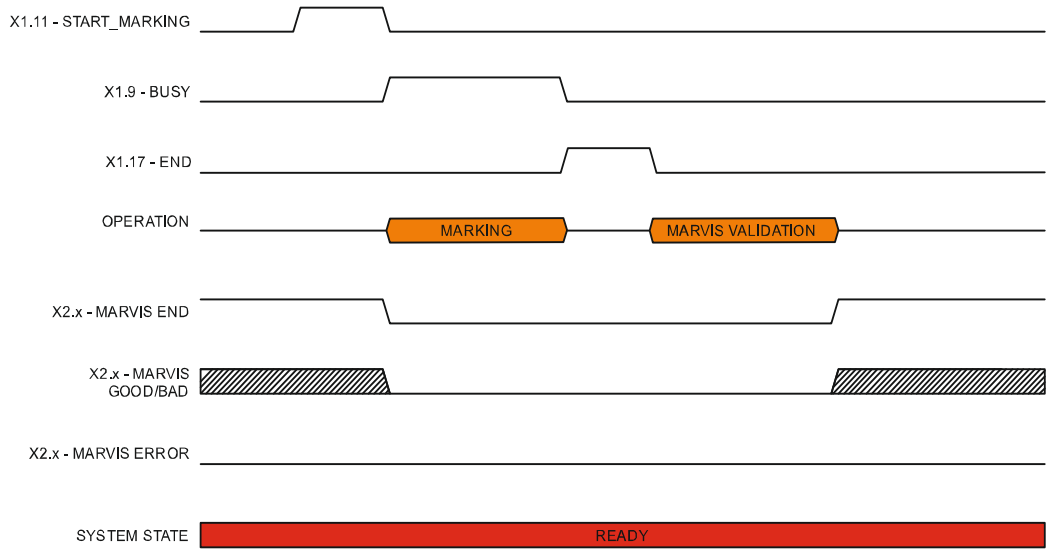 X1.11 - START_MARKING
X1.9 - BUSY
X1.17 - END
OPERATION
MARKING
MARVIS VALIDATION
X2.x - MARVIS END
X2.x - MARVIS
GOOD/BAD
X2.x - MARVIS ERROR
SYSTEM STATE
READY